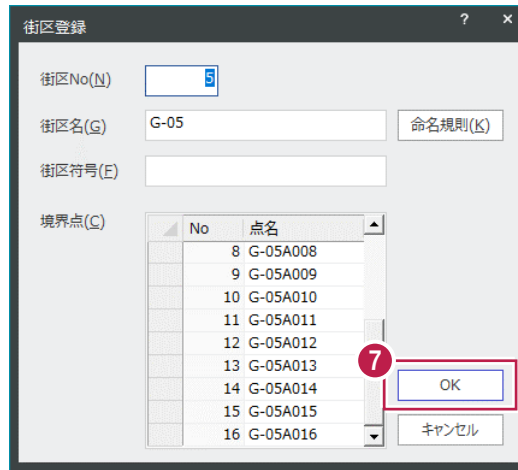 街区登録 ? ×
街区No(N) 5
街区名(G) G-05 命名規則(K)
街区符号(F)
境界点(C)
No 点名
8 G-05A008
9 G-05A009
10 G-05A010
11 G-05A011
12 G-05A012
13 G-05A013
14 G-05A014
15 G-05A015
16 G-05A016
7
OK
キャンセル